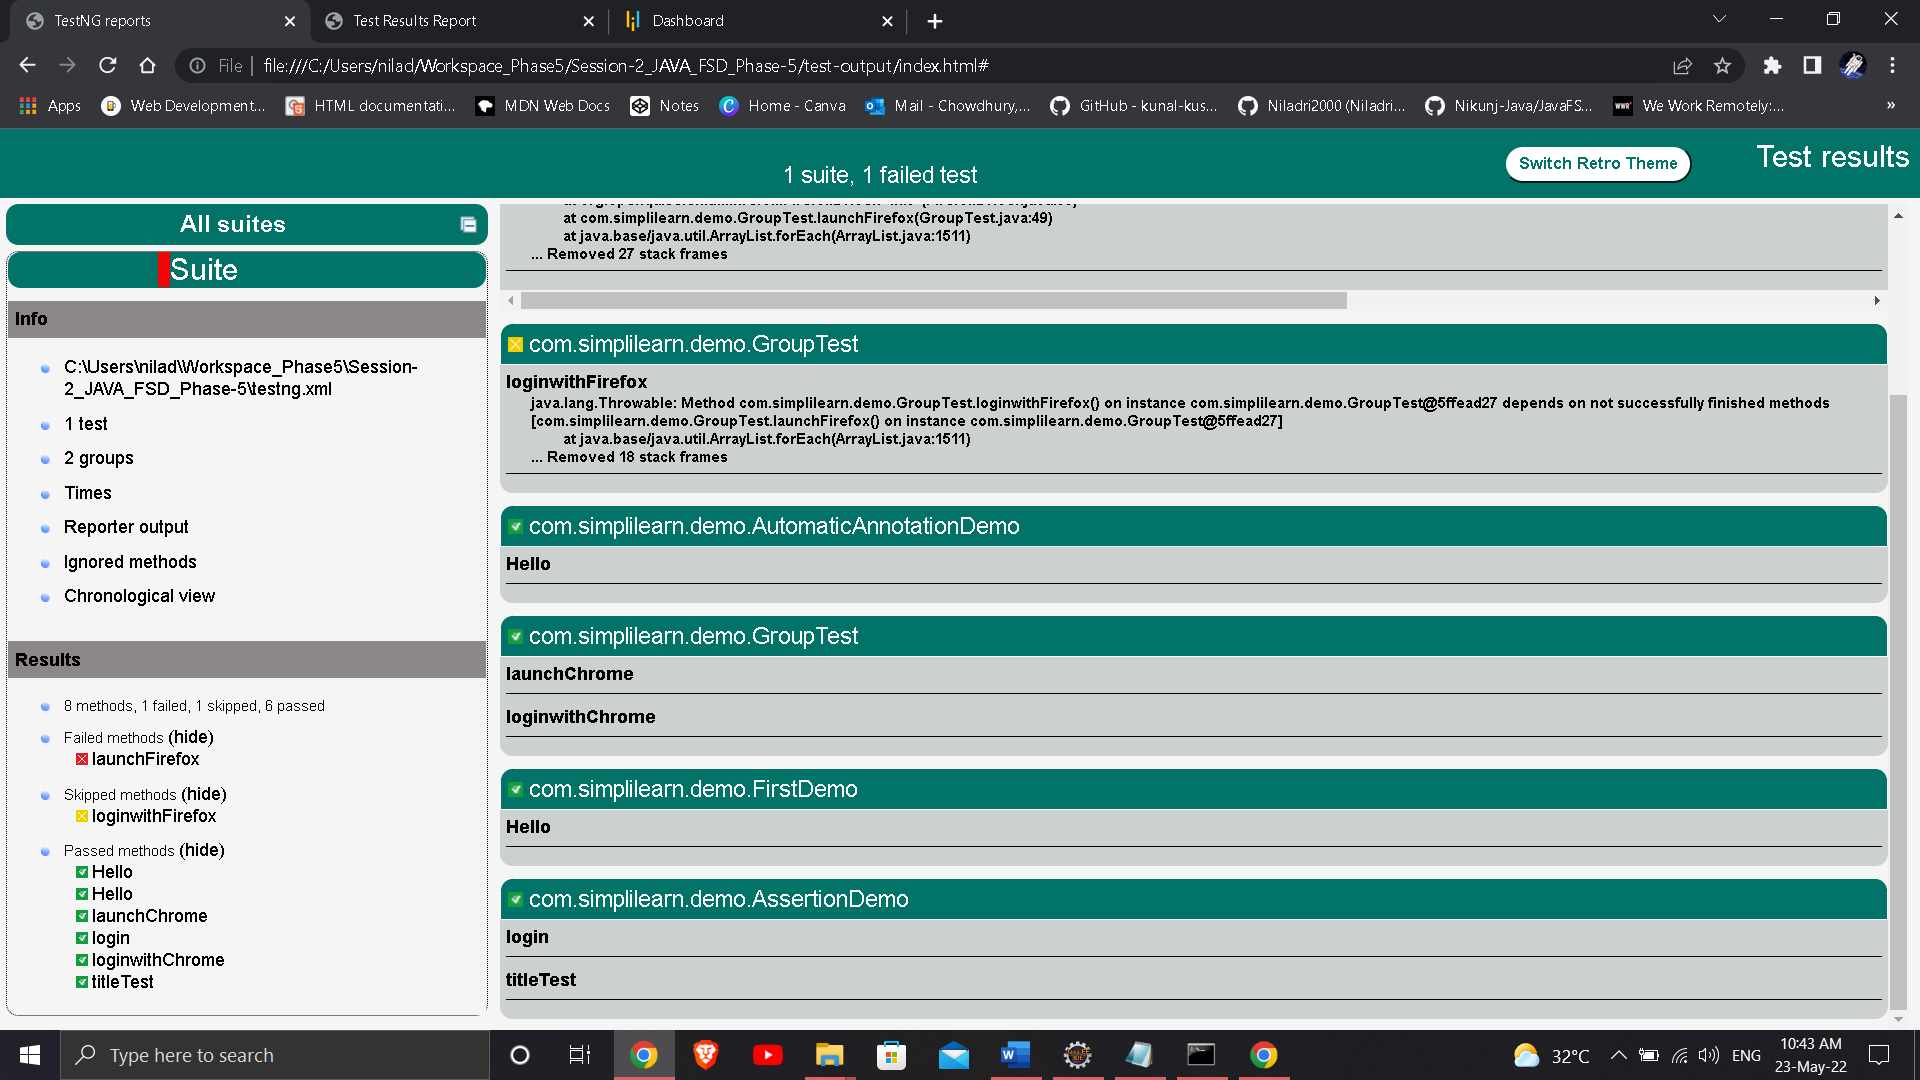 TestNG reports
Test Results Report
Dashboard
File
file:///C:/Users/nilad/Workspace_Phase5/Session-2_JAVA_FSD_Phase-5/test-output/index.html#
Apps
Web Development...
HTML documentati...
MDN Web Docs
Notes
Home - Canva
Mail - Chowdhury,...
GitHub - kunal-kus...
Niladri2000 (Niladri...
Nikunj-Java/JavaFS...
We Work Remotely:...
»
1 suite, 1 failed test
Switch Retro Theme
Test results
All suites
Suite
Info
C:\Users\nilad\Workspace_Phase5\Session-
2_JAVA_FSD_Phase-5\testng.xml
1 test
2 groups
Times
Reporter output
Ignored methods
Chronological view
Results
8 methods, 1 failed, 1 skipped, 6 passed
Failed methods (hide)
launchFirefox
Skipped methods (hide)
loginwithFirefox
Passed methods (hide)
Hello
Hello
launchChrome
login
loginwithChrome
titleTest
at com.simplilearn.demo.GroupTest.launchFirefox(GroupTest.java:49)
at java.base/java.util.ArrayList.forEach(ArrayList.java:1511)
... Removed 27 stack frames
com.simplilearn.demo.GroupTest
loginwithFirefox
java.lang.Throwable: Method com.simplilearn.demo.GroupTest.loginwithFirefox() on instance com.simplilearn.demo.GroupTest@5ffead27 depends on not successfully finished methods
[com.simplilearn.demo.GroupTest.launchFirefox() on instance com.simplilearn.demo.GroupTest@5ffead27]
at java.base/java.util.ArrayList.forEach(ArrayList.java:1511)
... Removed 18 stack frames
com.simplilearn.demo.AutomaticAnnotationDemo
Hello
com.simplilearn.demo.GroupTest
launchChrome
loginwithChrome
com.simplilearn.demo.FirstDemo
Hello
com.simplilearn.demo.AssertionDemo
login
titleTest
Type here to search
32°C
ENG
10:43 AM
23-May-22